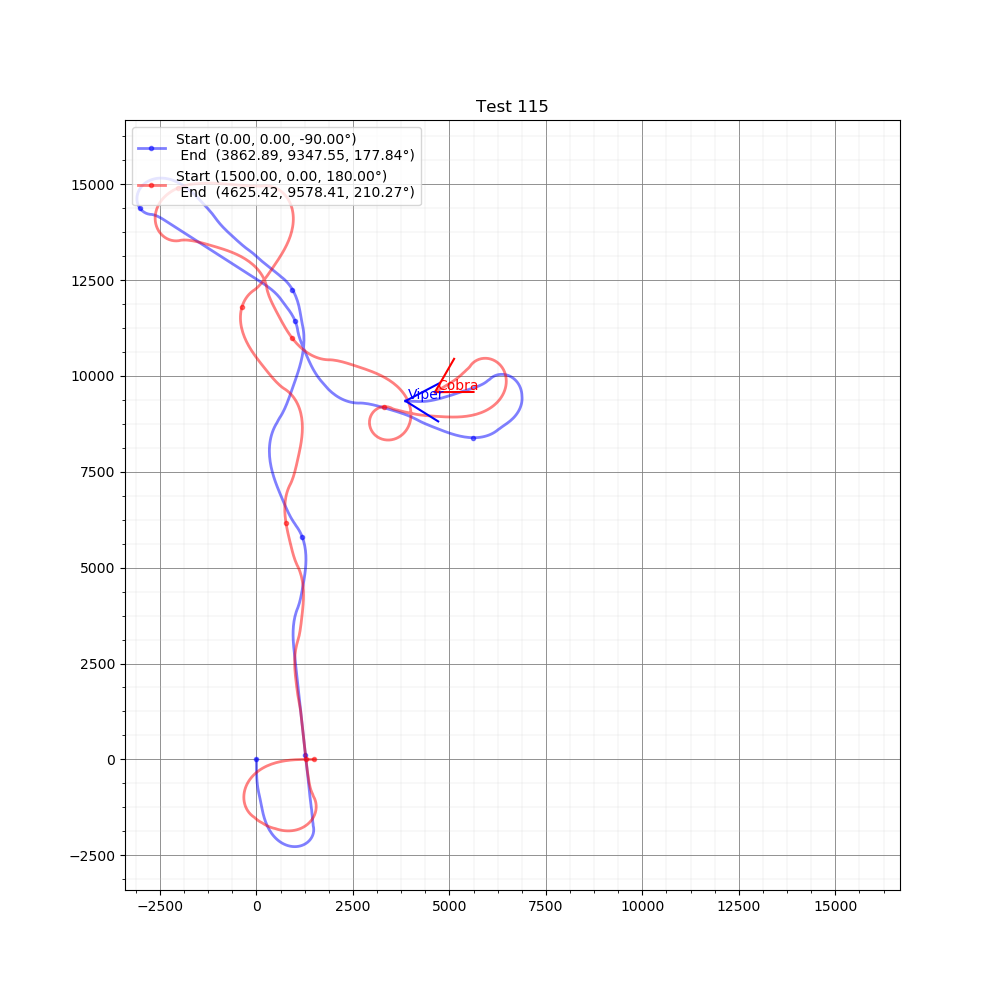 Test 115
Start (0.00, 0.00, -90.00°)
End (3862.89, 9347.55, 177.84°)
Start (1500.00, 0.00, 180.00°)
End (4625.42, 9578.41, 210.27°)
15000
12500
10000
7500
5000
2500
0
−2500
Cobra
Viper
−2500 0 2500 5000 7500 10000 12500 15000